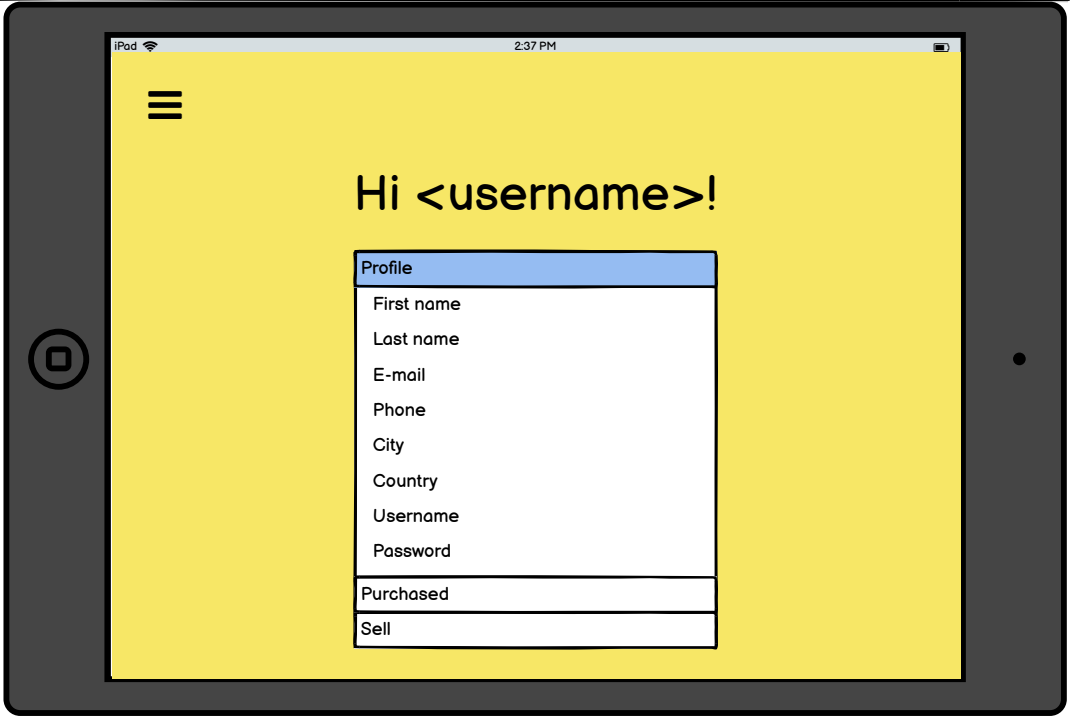 iPad
2:37 PM
Hi <username>!
Profile
First name
Last name
E-mail
Phone
City
Country
Username
Password
Purchased
Sell